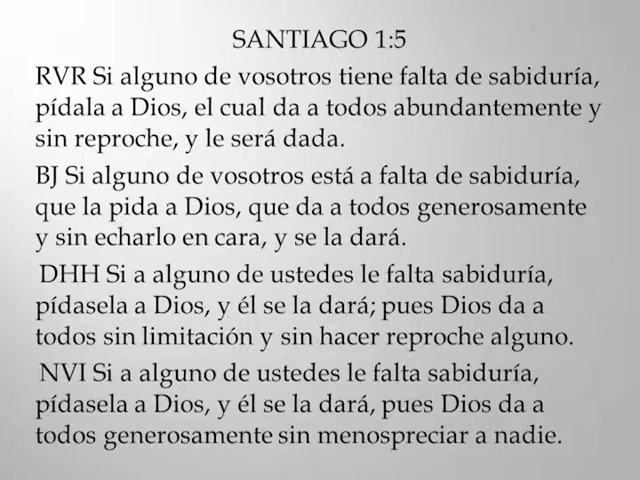 SANTIAGO 1:5
RVR Si alguno de vosotros tiene falta de sabiduría,
pídala a Dios, el cual da a todos abundantemente y
sin reproche, y le será dada.
BJ Si alguno de vosotros está a falta de sabiduría,
que la pida a Dios, que da a todos generosamente
y sin echarlo en cara, y se la dará.
DHH Si a alguno de ustedes le falta sabiduría,
pídasela a Dios, y él se la dará; pues Dios da a
todos sin limitación y sin hacer reproche alguno.
NVI Si a alguno de ustedes le falta sabiduría,
pídasela a Dios, y él se la dará, pues Dios da a
todos generosamente sin menospreciar a nadie.